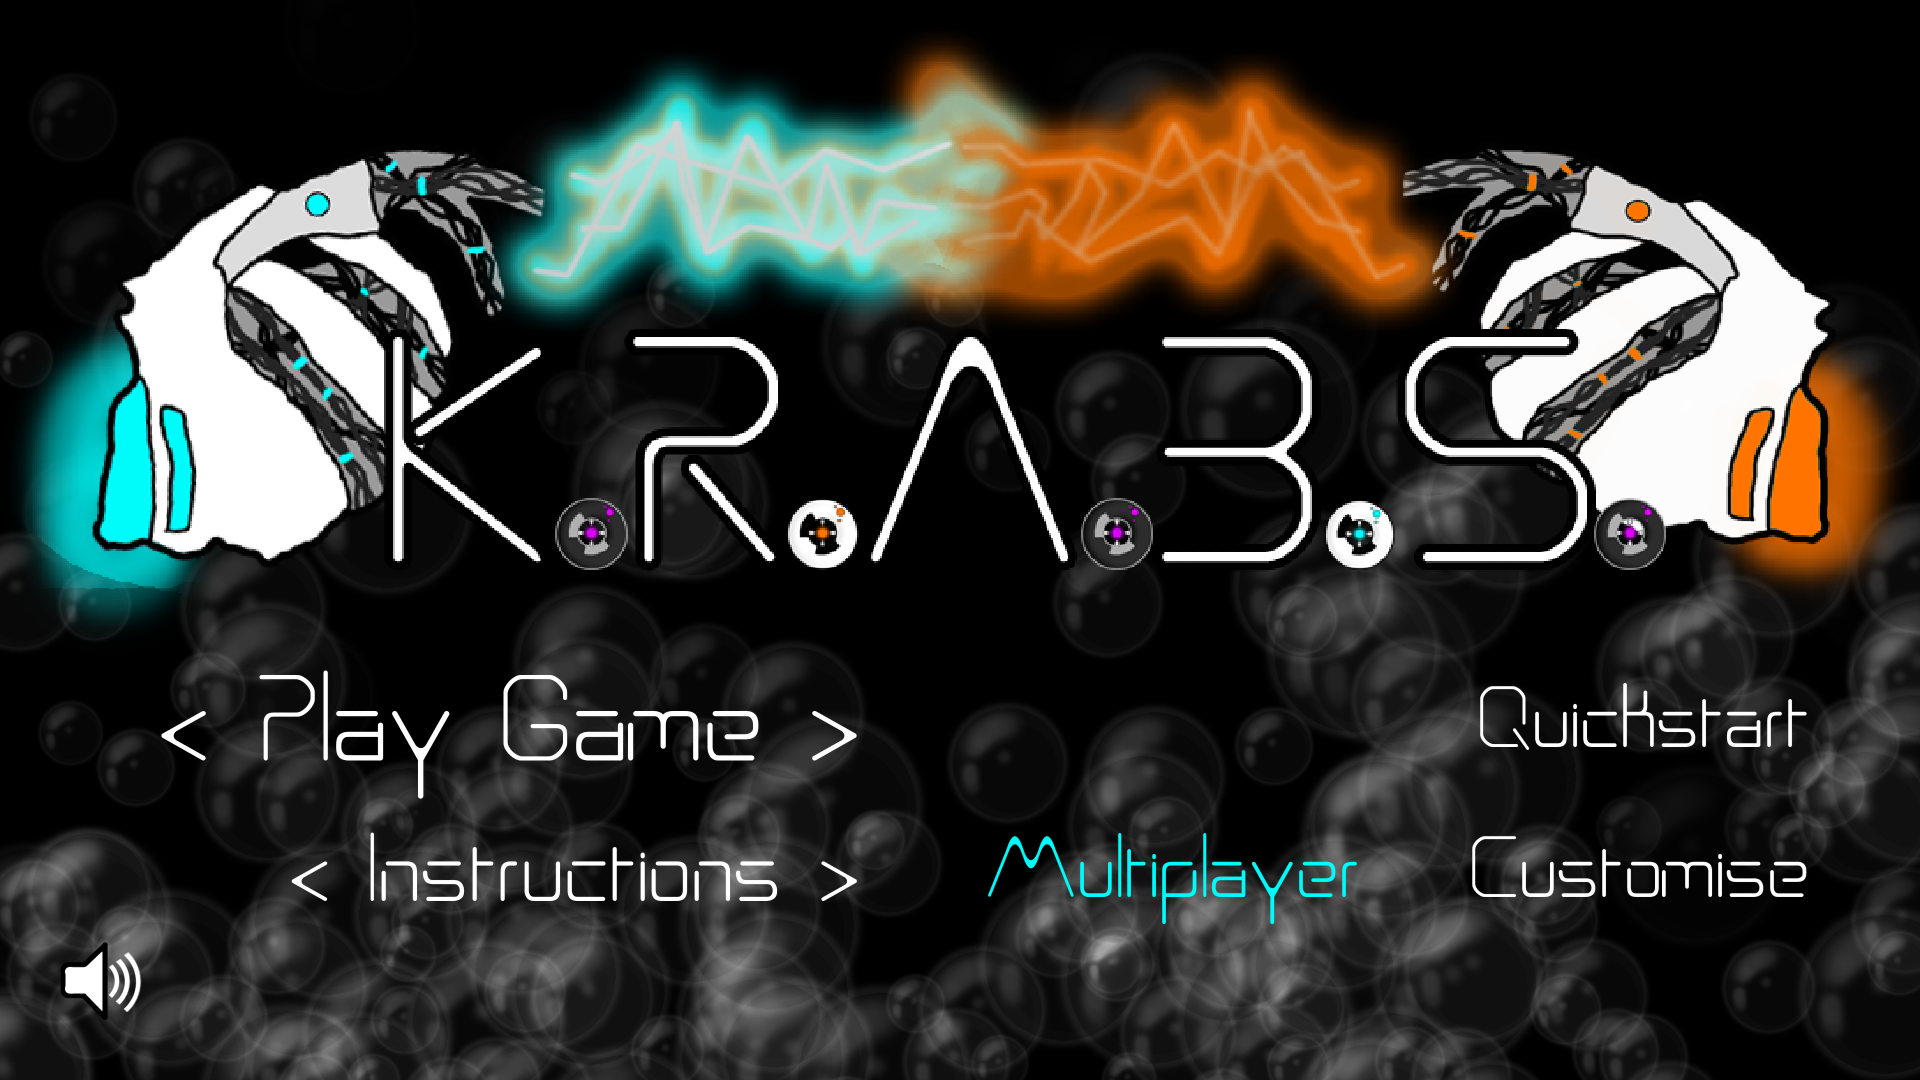 K.R.A.B.S.
< Play Game > Quickstart
< Instructions > Multiplayer Customise